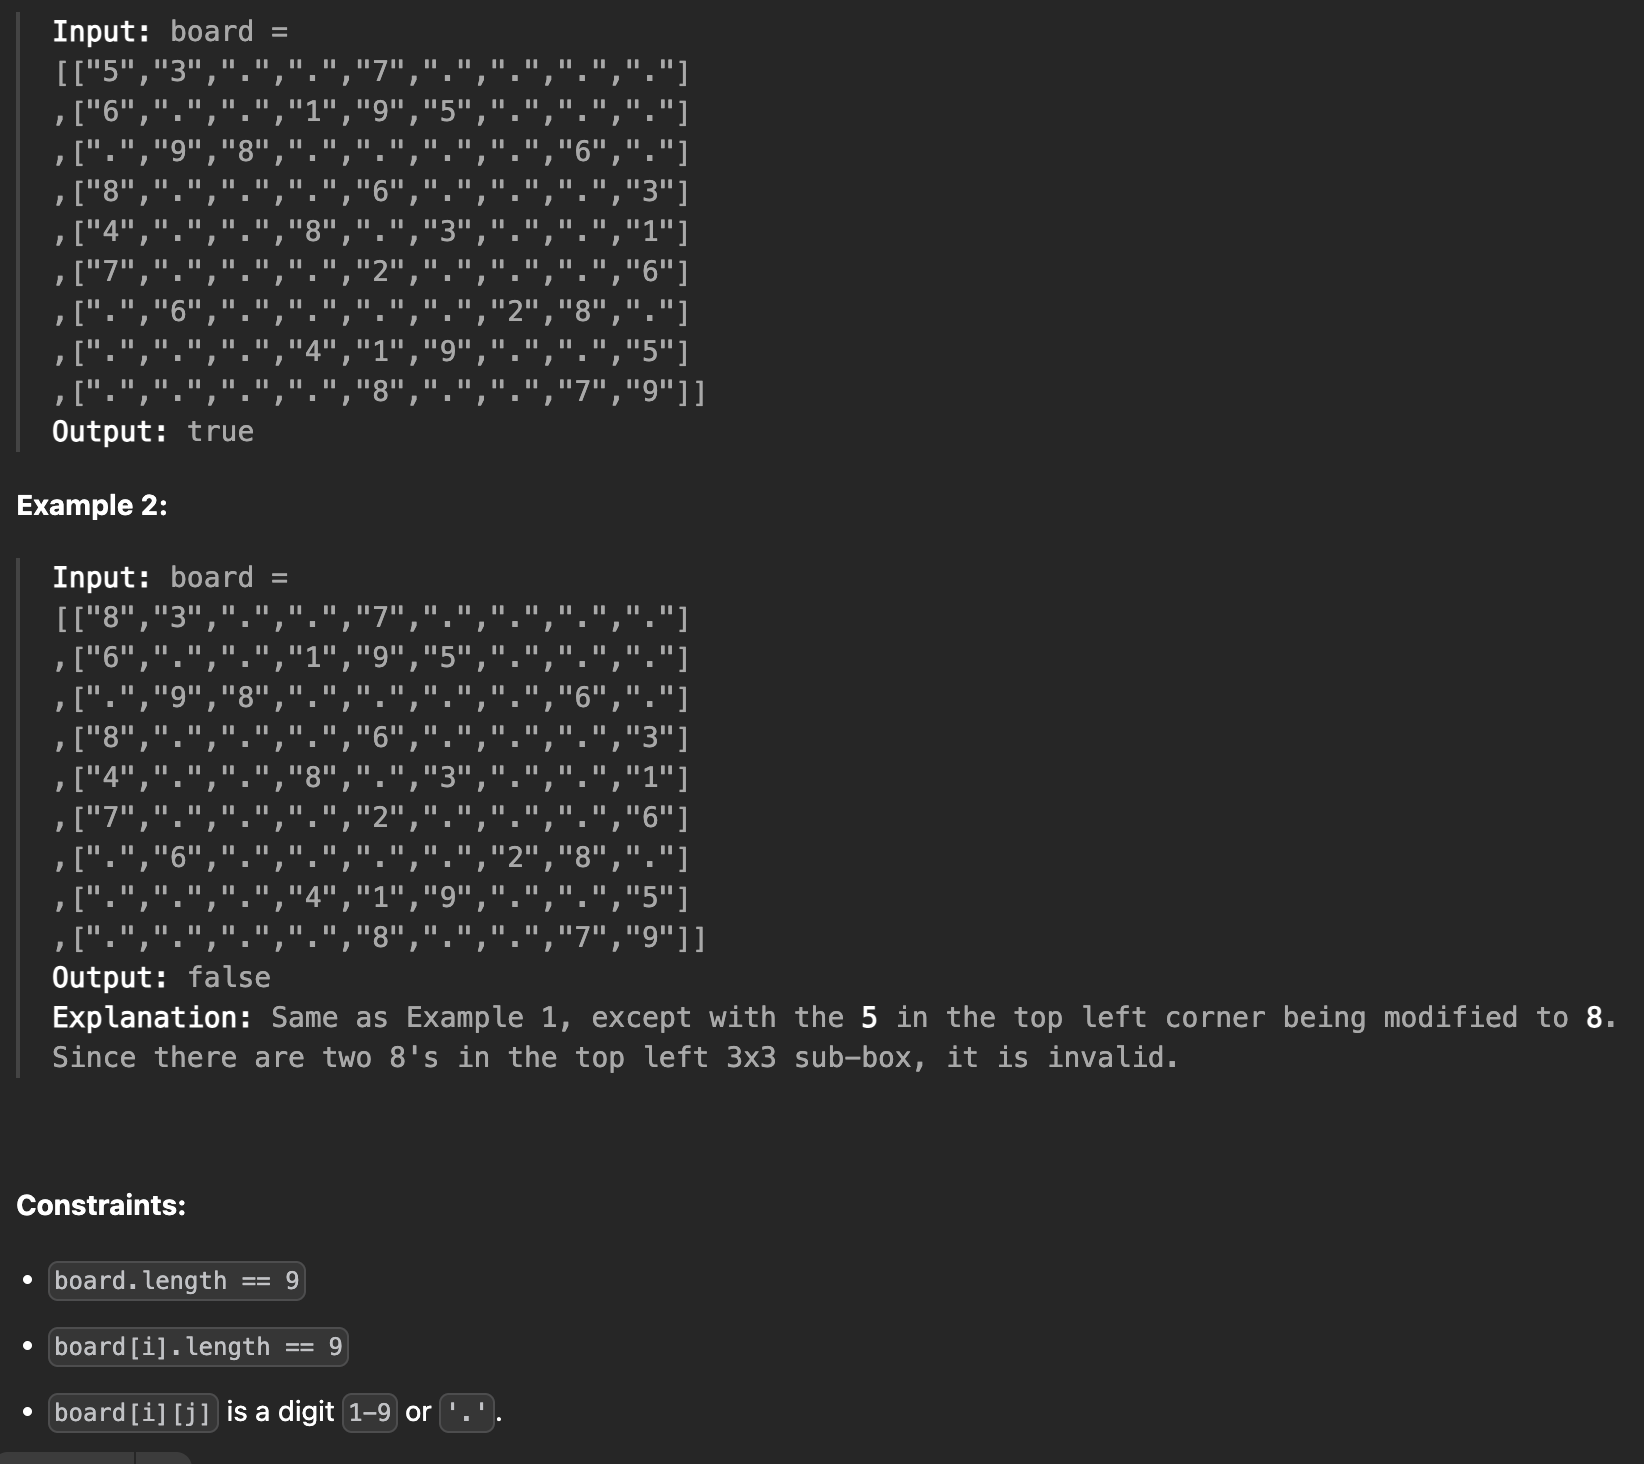 Input: board =
[["5","3",".",".","7",".",".",".","."]
,["6",".",".","1","9","5",".",".","."]
,[".","9","8",".",".",".",".","6","."]
,["8",".",".",".","6",".",".",".","3"]
,["4",".",".","8",".","3",".",".","1"]
,["7",".",".",".","2",".",".",".","6"]
,[".","6",".",".",".",".","2","8","."]
,[".",".",".","4","1","9",".",".","5"]
,[".",".",".",".","8",".",".","7","9"]]
Output: true
Example 2:
Input: board =
[["8","3",".",".","7",".",".",".","."]
,["6",".",".","1","9","5",".",".","."]
,[".","9","8",".",".",".",".","6","."]
,["8",".",".",".","6",".",".",".","3"]
,["4",".",".","8",".","3",".",".","1"]
,["7",".",".",".","2",".",".",".","6"]
,[".","6",".",".",".",".","2","8","."]
,[".",".",".","4","1","9",".",".","5"]
,[".",".",".",".","8",".",".","7","9"]]
Output: false
Explanation: Same as Example 1, except with the 5 in the top left corner being modified to 8.
Since there are two 8's in the top left 3x3 sub-box, it is invalid.
Constraints:
• board.length == 9
• board[i].length == 9
• board[i][j] is a digit 1-9 or '.'.